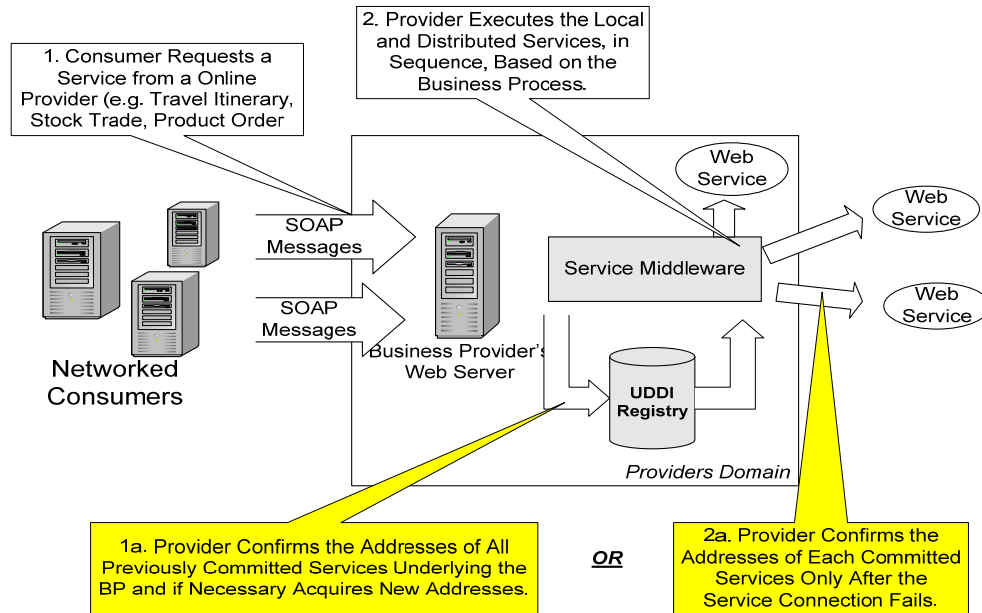 1. Consumer Requests a
Service from a Online
Provider (e.g. Travel Itinerary,
Stock Trade, Product Order
2. Provider Executes the Local
and Distributed Services, in
Sequence, Based on the
Business Process.
Web
Service
Web
Service
SOAP
Messages
Service Middleware
SOAP
Messages
Web
Service
Business Provider's
Web Server
Networked
Consumers
UDDI
Registry
Providers Domain
1a. Provider Confirms the Addresses of All
Previously Committed Services Underlying the
BP and if Necessary Acquires New Addresses.
OR
2a. Provider Confirms the
Addresses of Each Committed
Services Only After the
Service Connection Fails.